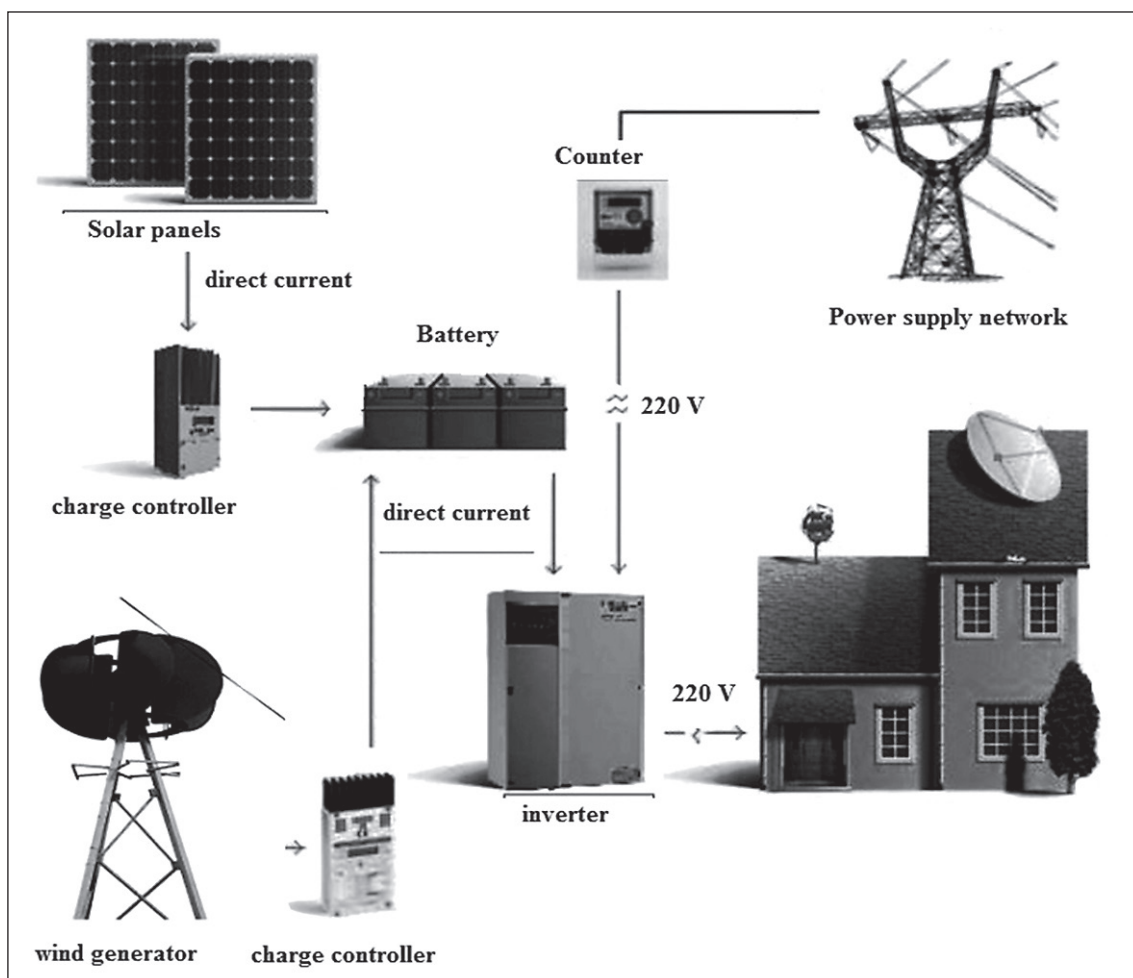 Solar panels
direct current
Counter
Power supply network
Battery
220 V
charge controller
direct current
220 V
inverter
wind generator
charge controller